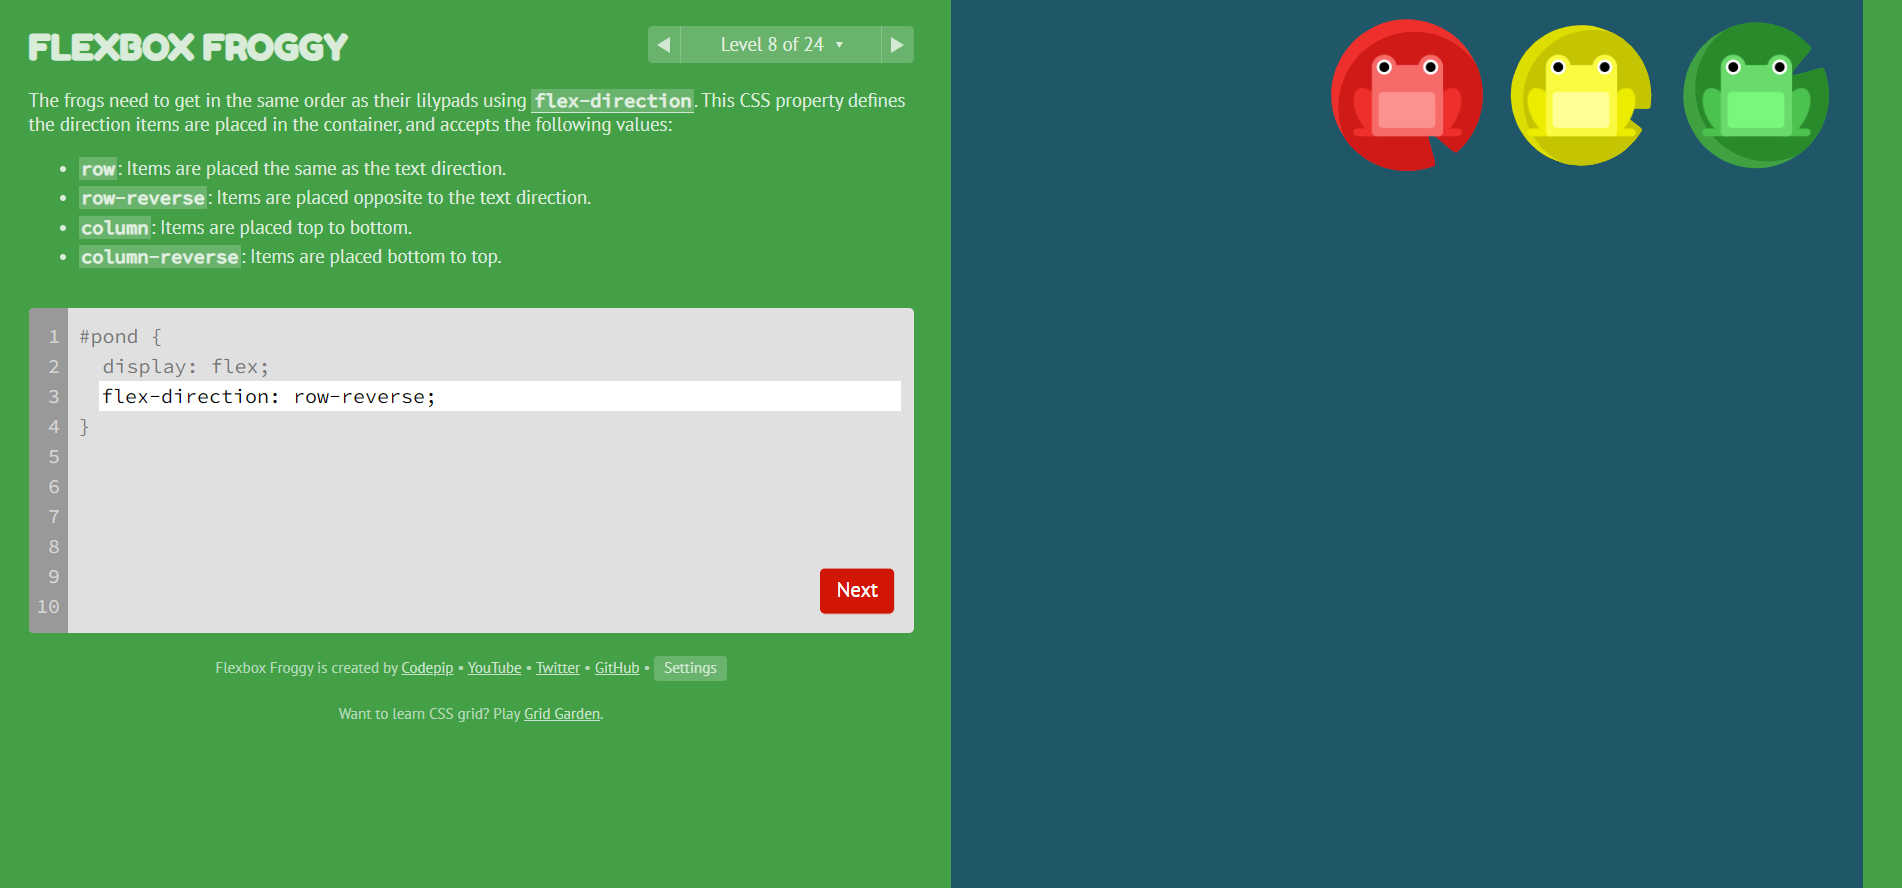 FLEXBOX FROGGY
Level 8 of 24
The frogs need to get in the same order as their lilypads using flex-direction. This CSS property defines
the direction items are placed in the container, and accepts the following values:
• row: Items are placed the same as the text direction.
• row-reverse: Items are placed opposite to the text direction.
• column: Items are placed top to bottom.
• column-reverse: Items are placed bottom to top.
1 #pond {
2 display: flex;
3 flex-direction: row-reverse;
4 }
5
6
7
8
9
10
Next
Flexbox Froggy is created by Codepip • YouTube • Twitter • GitHub • Settings
Want to learn CSS grid? Play Grid Garden.